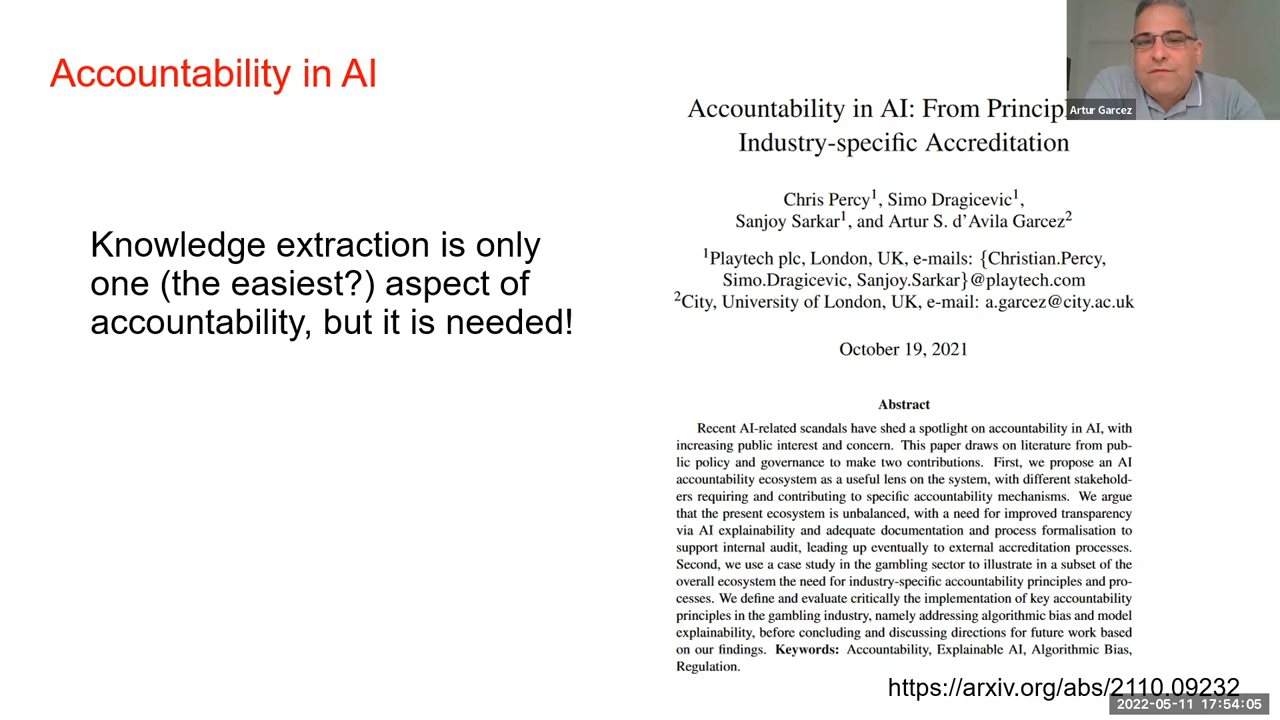 Accountability in AI
Knowledge extraction is only
one (the easiest?) aspect of
accountability, but it is needed!
Artur Garcez
Accountability in AI: From
Industry-specific Accreditation
Chris Percy1, Simo Dragicevic1,
Sanjoy Sarkar1, and Artur S. d'Avila Garcez2
1Playtech plc, London, UK, e-mails: {Christian.Percy,
Simo.Dragicevic, Sanjoy.Sarkar}@playtech.com
2City, University of London, UK, e-mail: a.garcez@city.ac.uk
October 19, 2021
Abstract
Recent AI-related scandals have shed a spotlight on accountability in AI, with
increasing public interest and concern. This paper draws on literature from pub-
lic policy and governance to make two contributions. First, we propose an AI
accountability ecosystem as a useful lens on the system, with different stakehold-
ers requiring and contributing to specific accountability mechanisms. We argue
that the present ecosystem is unbalanced, with a need for improved transparency
via AI explainability and adequate documentation and process formalisation to
support internal audit, leading up eventually to external accreditation processes.
Second, we use a case study in the gambling sector to illustrate in a subset of the
overall ecosystem the need for industry-specific accountability principles and pro-
cesses. We define and evaluate critically the implementation of key accountability
principles in the gambling industry, namely addressing algorithmic bias and model
explainability, before concluding and discussing directions for future work based
on our findings. Keywords: Accountability, Explainable AI, Algorithmic Bias,
Regulation.
https://arxiv.org/abs/2110.09232
2022-05-11 17:54:05